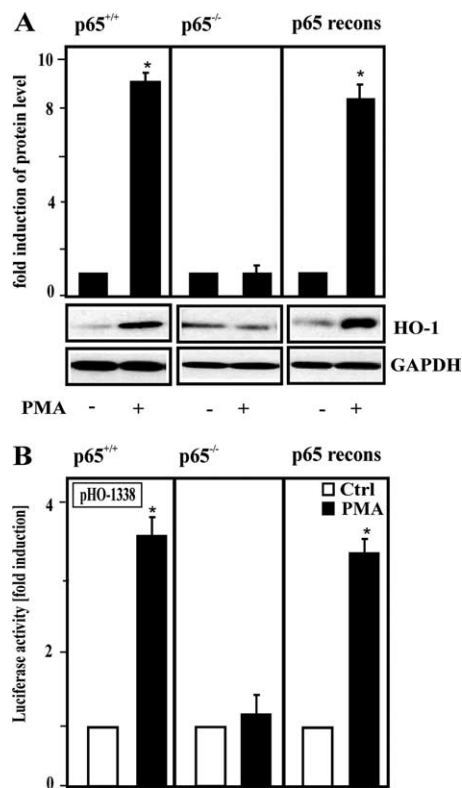 A
p65+/+ p65-/- p65 recons
fold induction of protein level
10
8
4
2
0
* *
HO-1
GAPDH
PMA - + - + - +
B
p65+/+ p65-/- p65 recons
Luciferase activity [fold induction]
4
2
0
pHO-1338
Ctrl
PMA
* *